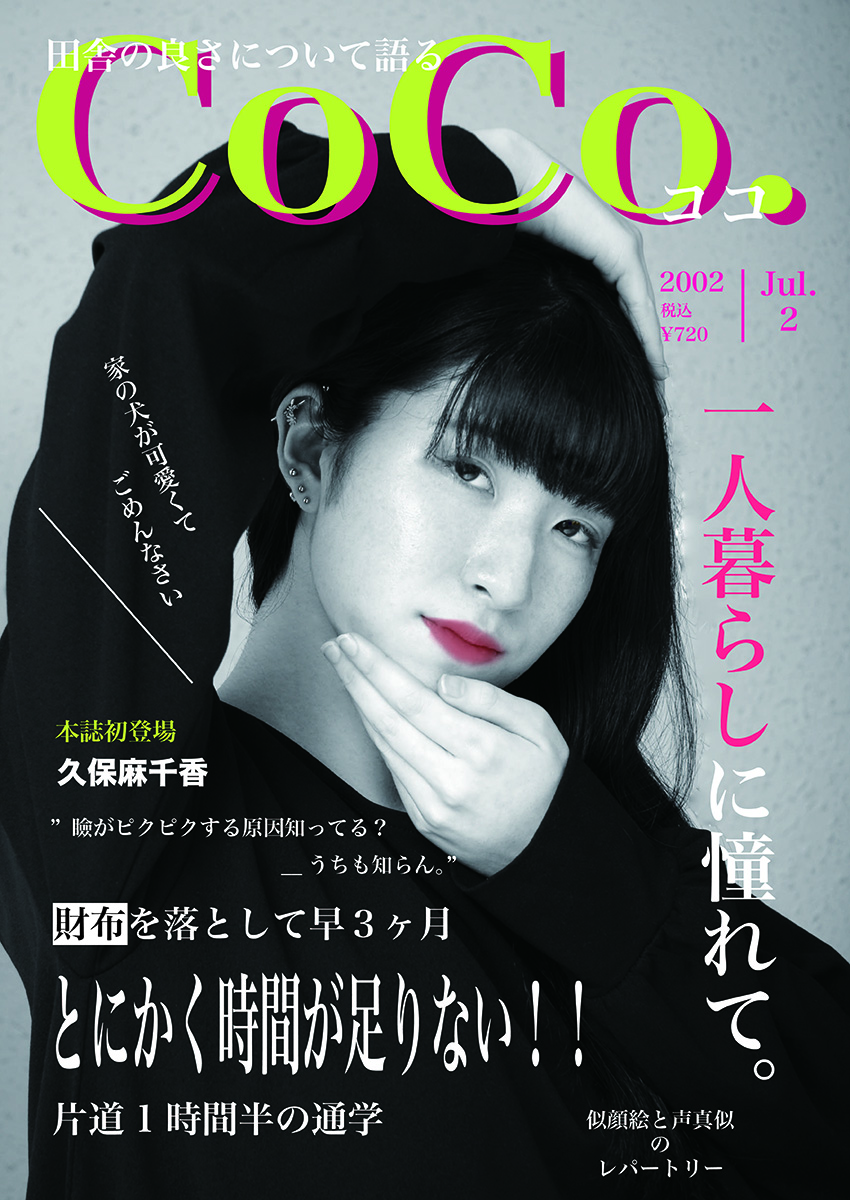 田舎の良さについて語る
CoCo.
ココ
2002
税込
¥720
Jul.
2
一人暮らしに憧れて。
家の犬が可愛くて
ごめんなさい
本誌初登場
久保麻千香
”瞼がピクピクする原因知ってる？
＿うちも知らん。”
財布を落として早３ヶ月
とにかく時間が足りない！！
片道１時間半の通学
似顔絵と声真似
の
レパートリー